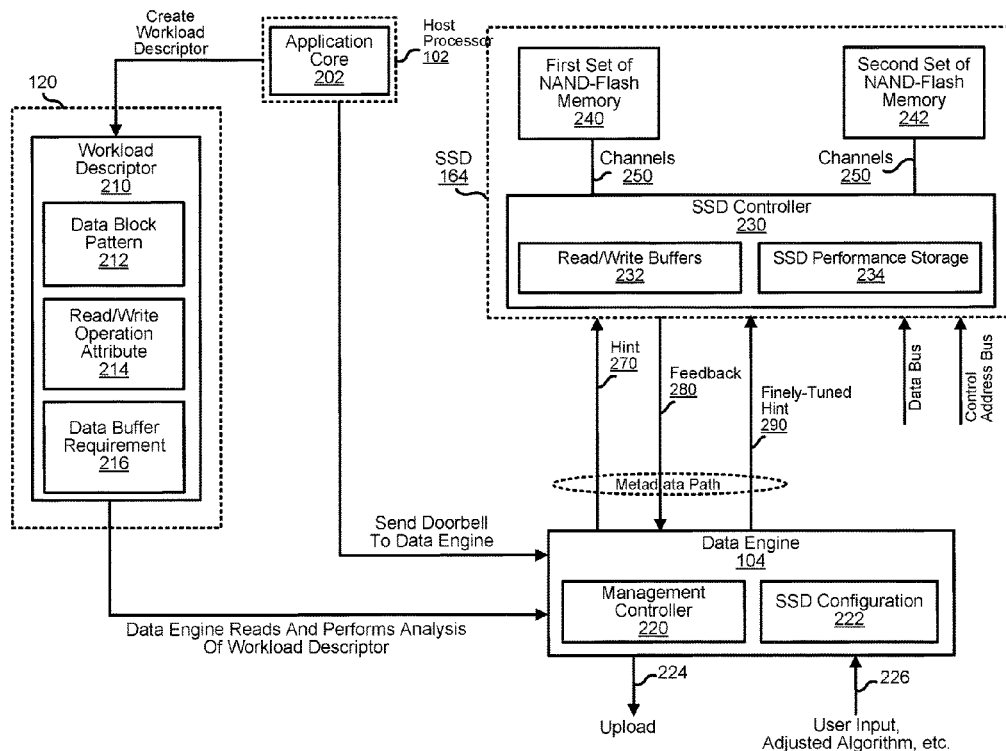 Create
Workload
Descriptor
120
Workload
Descriptor
210
Data Block
Pattern
212
Read/Write
Operation
Attribute
214
Data Buffer
Requirement
216
Application
Core
202
Host
Processor
102
SSD
164
First Set of
NAND-Flash
Memory
240
Second Set of
NAND-Flash
Memory
242
Channels
250
Channels
250
SSD Controller
230
Read/Write Buffers
232
SSD Performance Storage
234
Hint
270
Feedback
280
Finely-Tuned
Hint
290
Data Bus
Control
Address Bus
Metadata Path
Send Doorbell
To Data Engine
Data Engine
104
Management
Controller
220
SSD Configuration
222
Data Engine Reads And Performs Analysis
Of Workload Descriptor
224
Upload
226
User Input,
Adjusted Algorithm, etc.